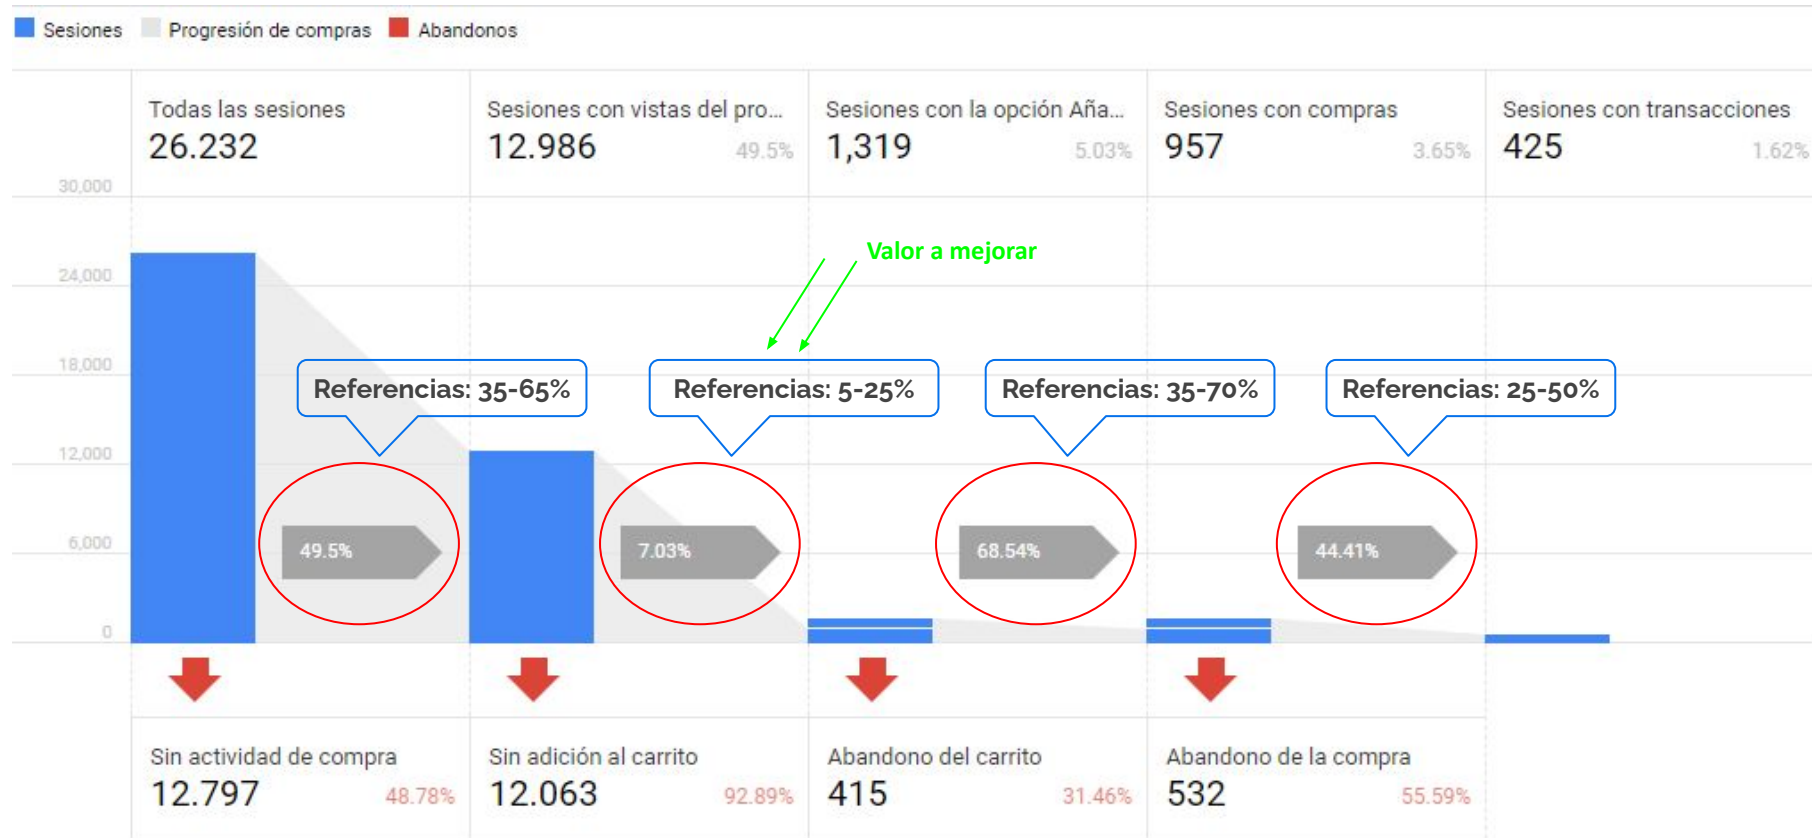 Sesiones Progresión de compras Abandonos
Todas las sesiones
26.232
Sesiones con vistas del pro...
12.986 49.5%
Sesiones con la opción Aña...
1,319 5.03%
Sesiones con compras
957 3.65%
Sesiones con transacciones
425 1.62%
30,000
24,000
18,000
12,000
6,000
0
Valor a mejorar
Referencias: 35-65%
Referencias: 5-25%
Referencias: 35-70%
Referencias: 25-50%
49.5%
7.03%
68.54%
44.41%
Sin actividad de compra
12.797 48.78%
Sin adición al carrito
12.063 92.89%
Abandono del carrito
415 31.46%
Abandono de la compra
532 55.59%